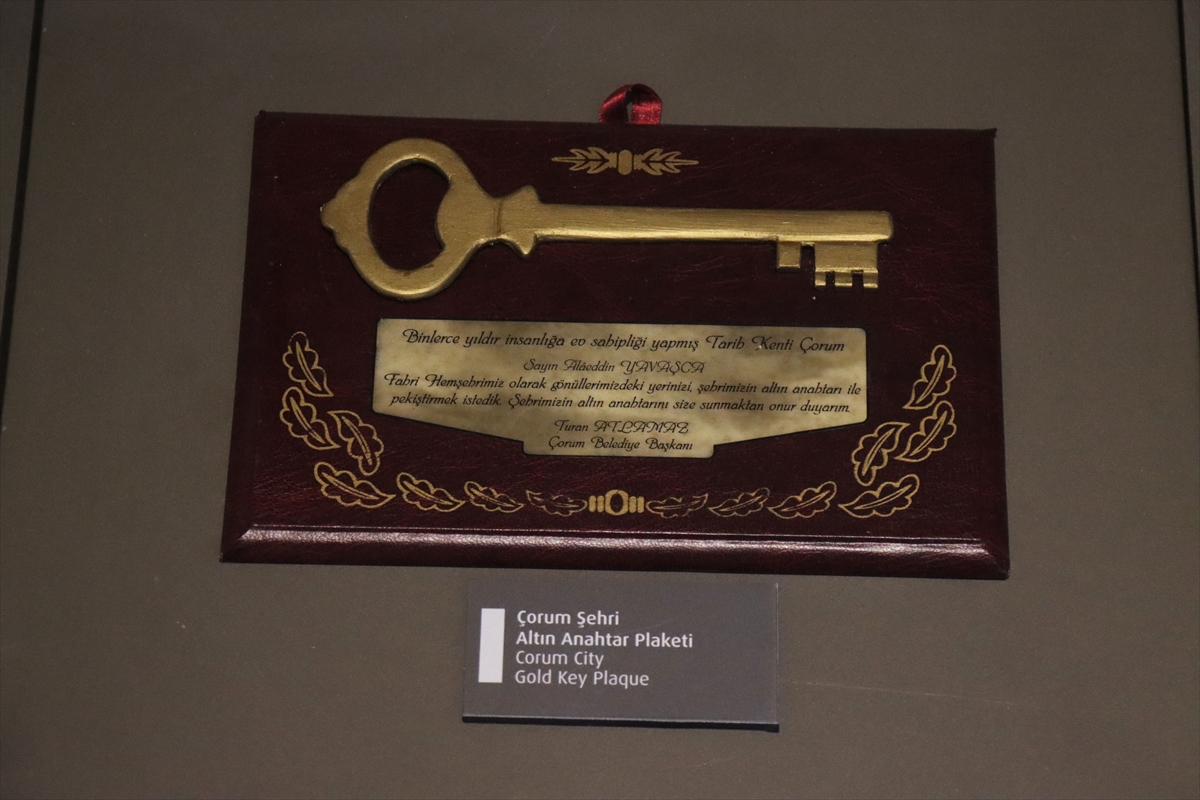 Binlerce yıldır insanlığa ev sahipliği yapmış Tarih Kenti Çorum
Sayın Alâeddin YAVAŞCA
Fahri Hemşehrimiz olarak gönüllerimizdeki yerinizi, şehrimizin altın anahtarı ile
pekiştirmek istedik. Şehrimizin altın anahtarını size sunmaktan onur duyarım.
Turan ATLAMAZ
Çorum Belediye Başkanı
Çorum Şehri
Altın Anahtar Plaketi
Corum City
Gold Key Plaque